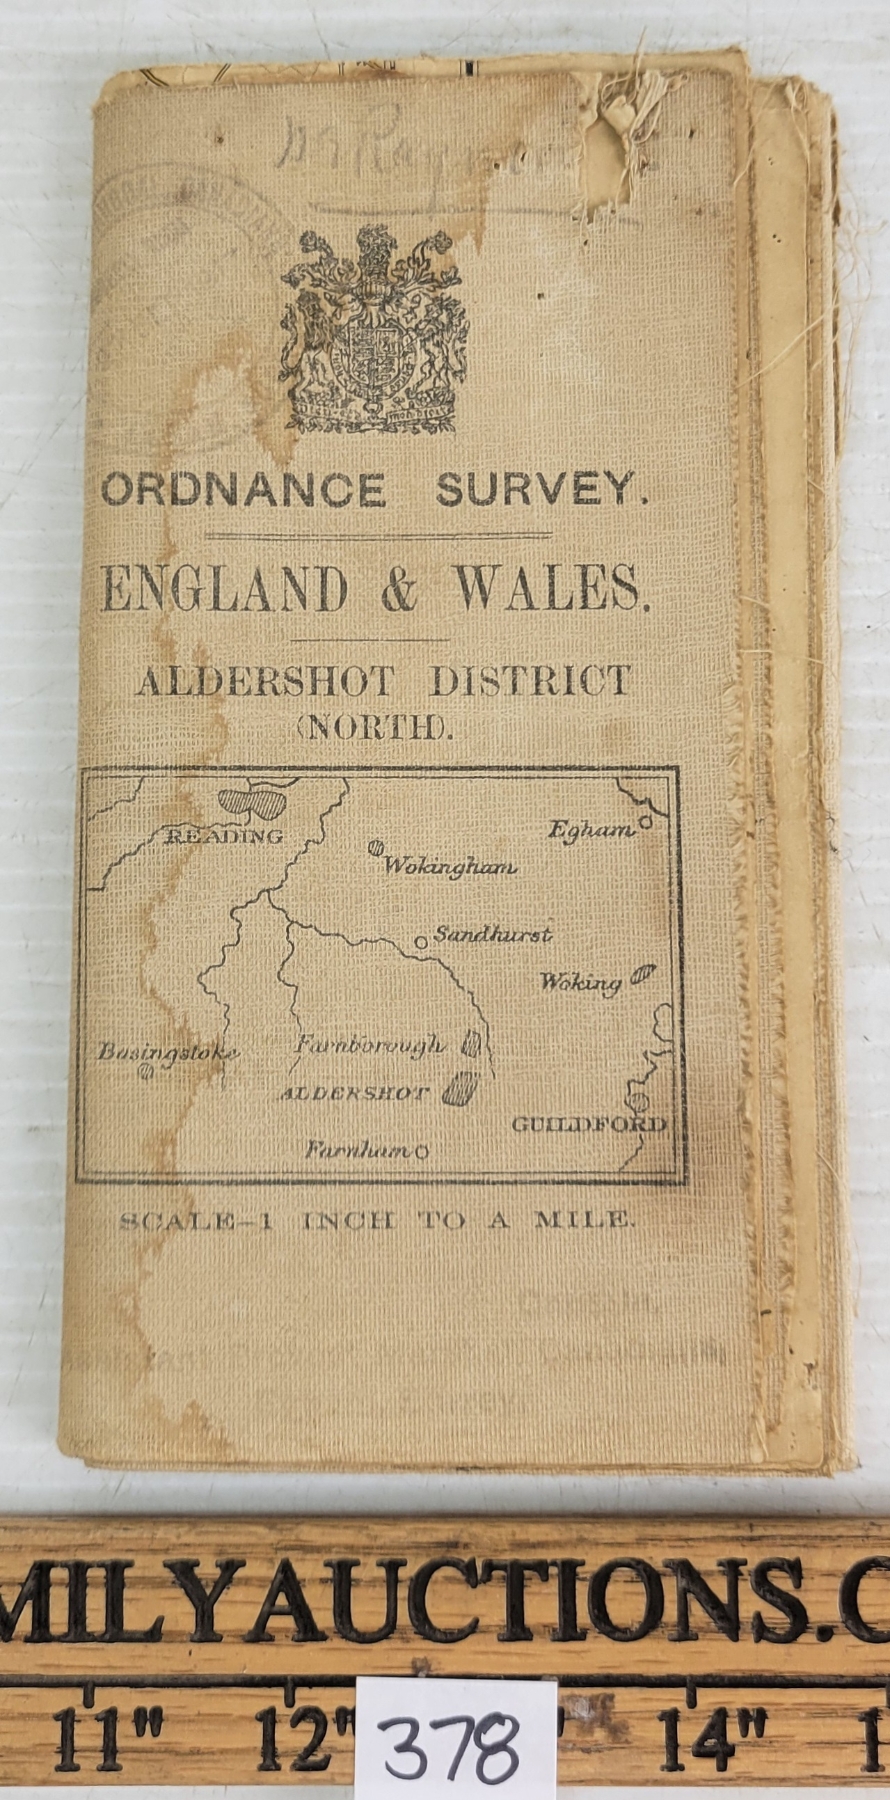 ORDNANCE SURVEY.
ENGLAND & WALES.
ALDERSHOT DISTRICT
(NORTH).
READING
Egham
Wokingham
Sandhurst
Woking
Basingstoke
Farnborough
ALDERSHOT
GUILDFORD
Farnham
SCALE-1 INCH TO A MILE.
MILYAUCTIONS.C
11" 12" 14"
378